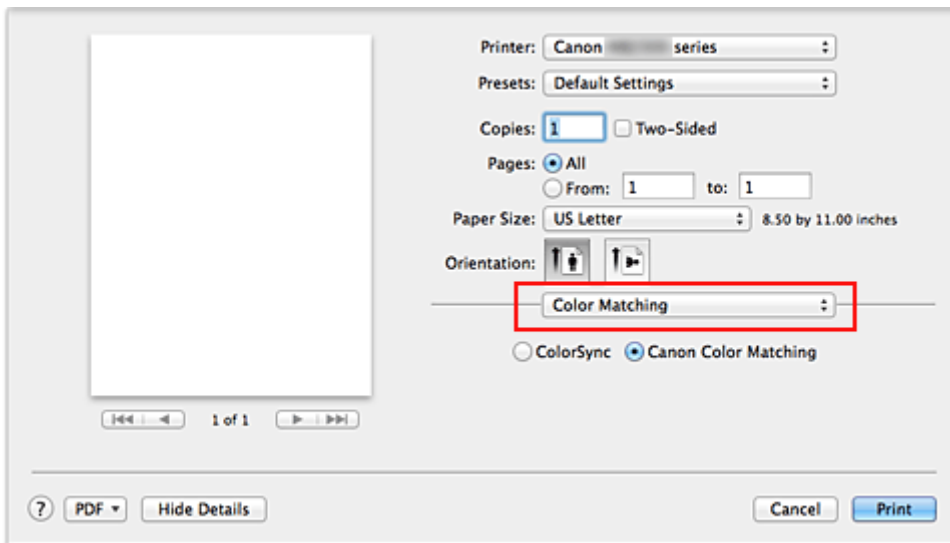 Printer: Canon series
Presets: Default Settings
Copies: 1 Two-Sided
Pages: All
From: 1 to: 1
Paper Size: US Letter 8.50 by 11.00 inches
Orientation:
Color Matching
ColorSync Canon Color Matching
1 of 1
? PDF Hide Details Cancel Print